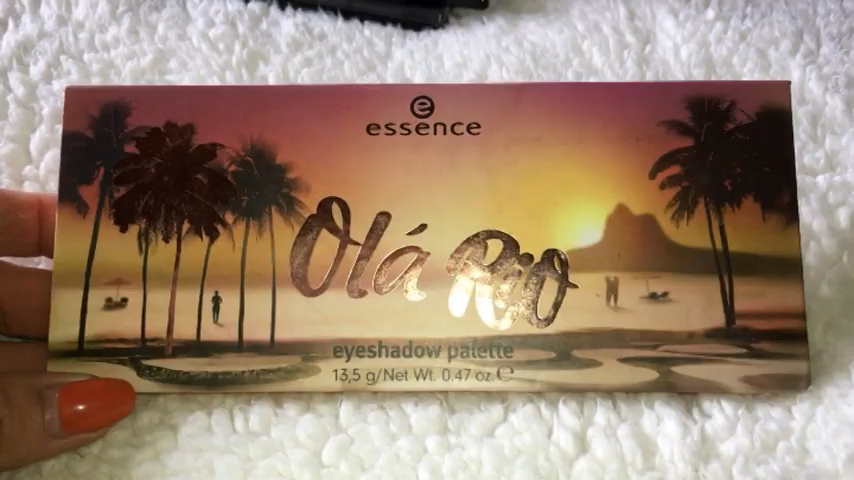 e
essence
Olá Rio
eyeshadow palette
13,5 g/Net Wt. 0.47 oz. ℮